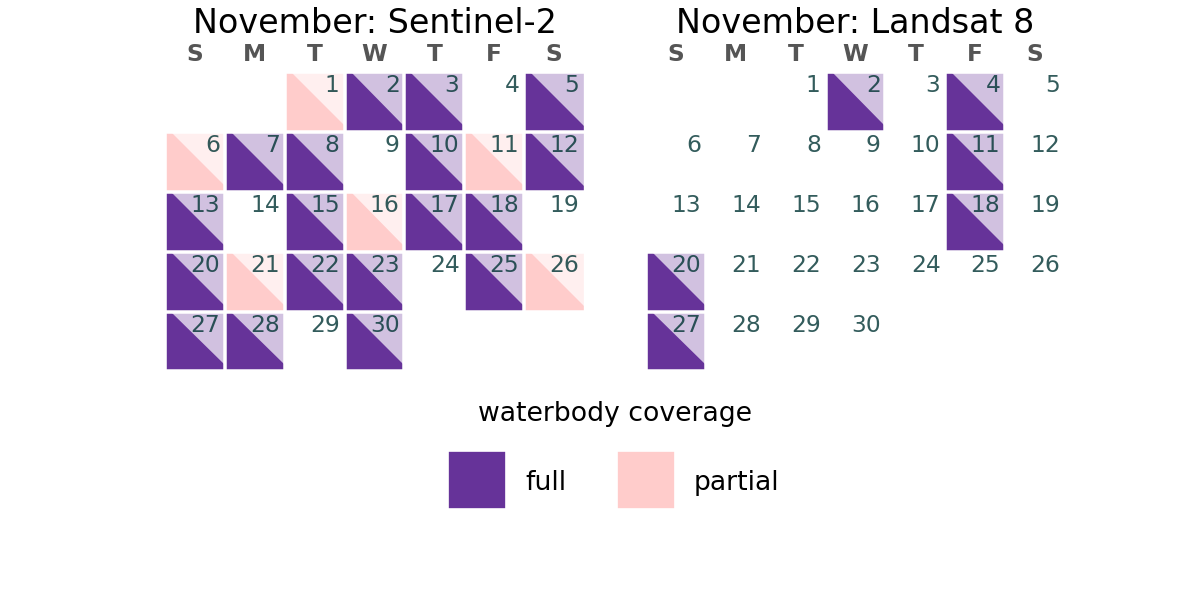 November: Sentinel-2
S M T W T F S
1 2 3 4 5
6 7 8 9 10 11 12
13 14 15 16 17 18 19
20 21 22 23 24 25 26
27 28 29 30
November: Landsat 8
S M T W T F S
1 2 3 4 5
6 7 8 9 10 11 12
13 14 15 16 17 18 19
20 21 22 23 24 25 26
27 28 29 30
waterbody coverage
full
partial